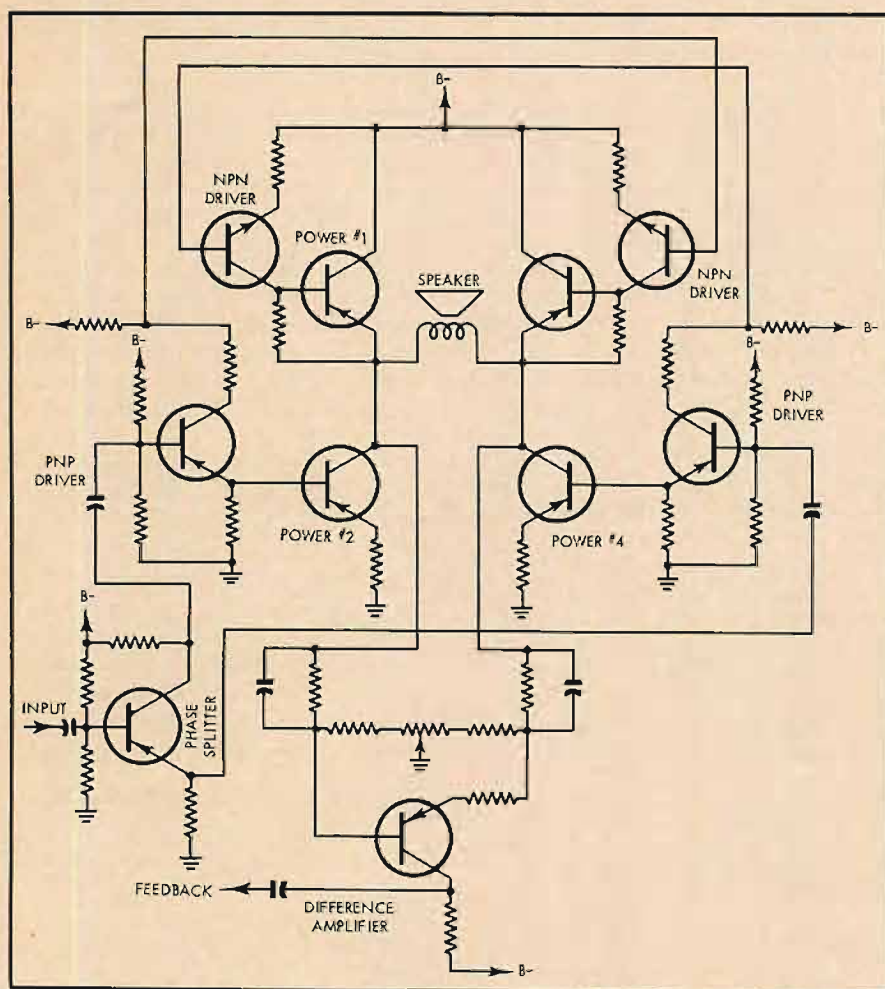 B-
B-
NPN
DRIVER
POWER #1
SPEAKER
NPN
DRIVER
B-
B-
B-
B-
PNP
DRIVER
PNP
DRIVER
POWER #2
POWER #4
B-
INPUT
PHASE
SPLITTER
FEEDBACK
DIFFERENCE
AMPLIFIER
B-